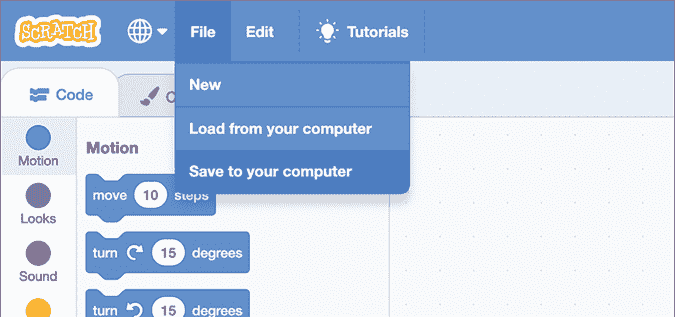 SCRATCH
File Edit Tutorials
New
Load from your computer
Save to your computer
Code
Motion
Motion
Looks
Sound
move 10 steps
turn 15 degrees
turn 15 degrees